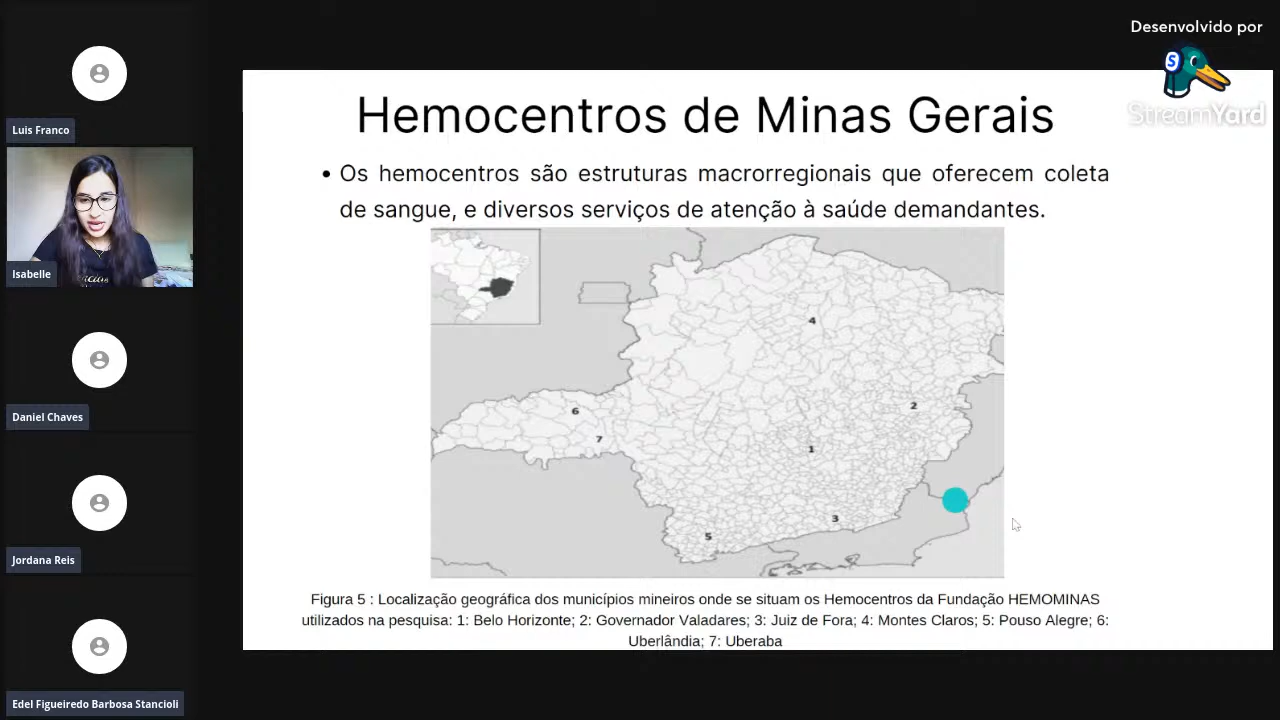 Desenvolvido por
StreamYard
Luis Franco
Isabelle
Daniel Chaves
Jordana Reis
Edel Figueiredo Barbosa Stancioli
Hemocentros de Minas Gerais
• Os hemocentros são estruturas macrorregionais que oferecem coleta
de sangue, e diversos serviços de atenção à saúde demandantes.
4
2
6
7
1
3
5
Figura 5 : Localização geográfica dos municípios mineiros onde se situam os Hemocentros da Fundação HEMOMINAS
utilizados na pesquisa: 1: Belo Horizonte; 2: Governador Valadares; 3: Juiz de Fora; 4: Montes Claros; 5: Pouso Alegre; 6:
Uberlândia; 7: Uberaba